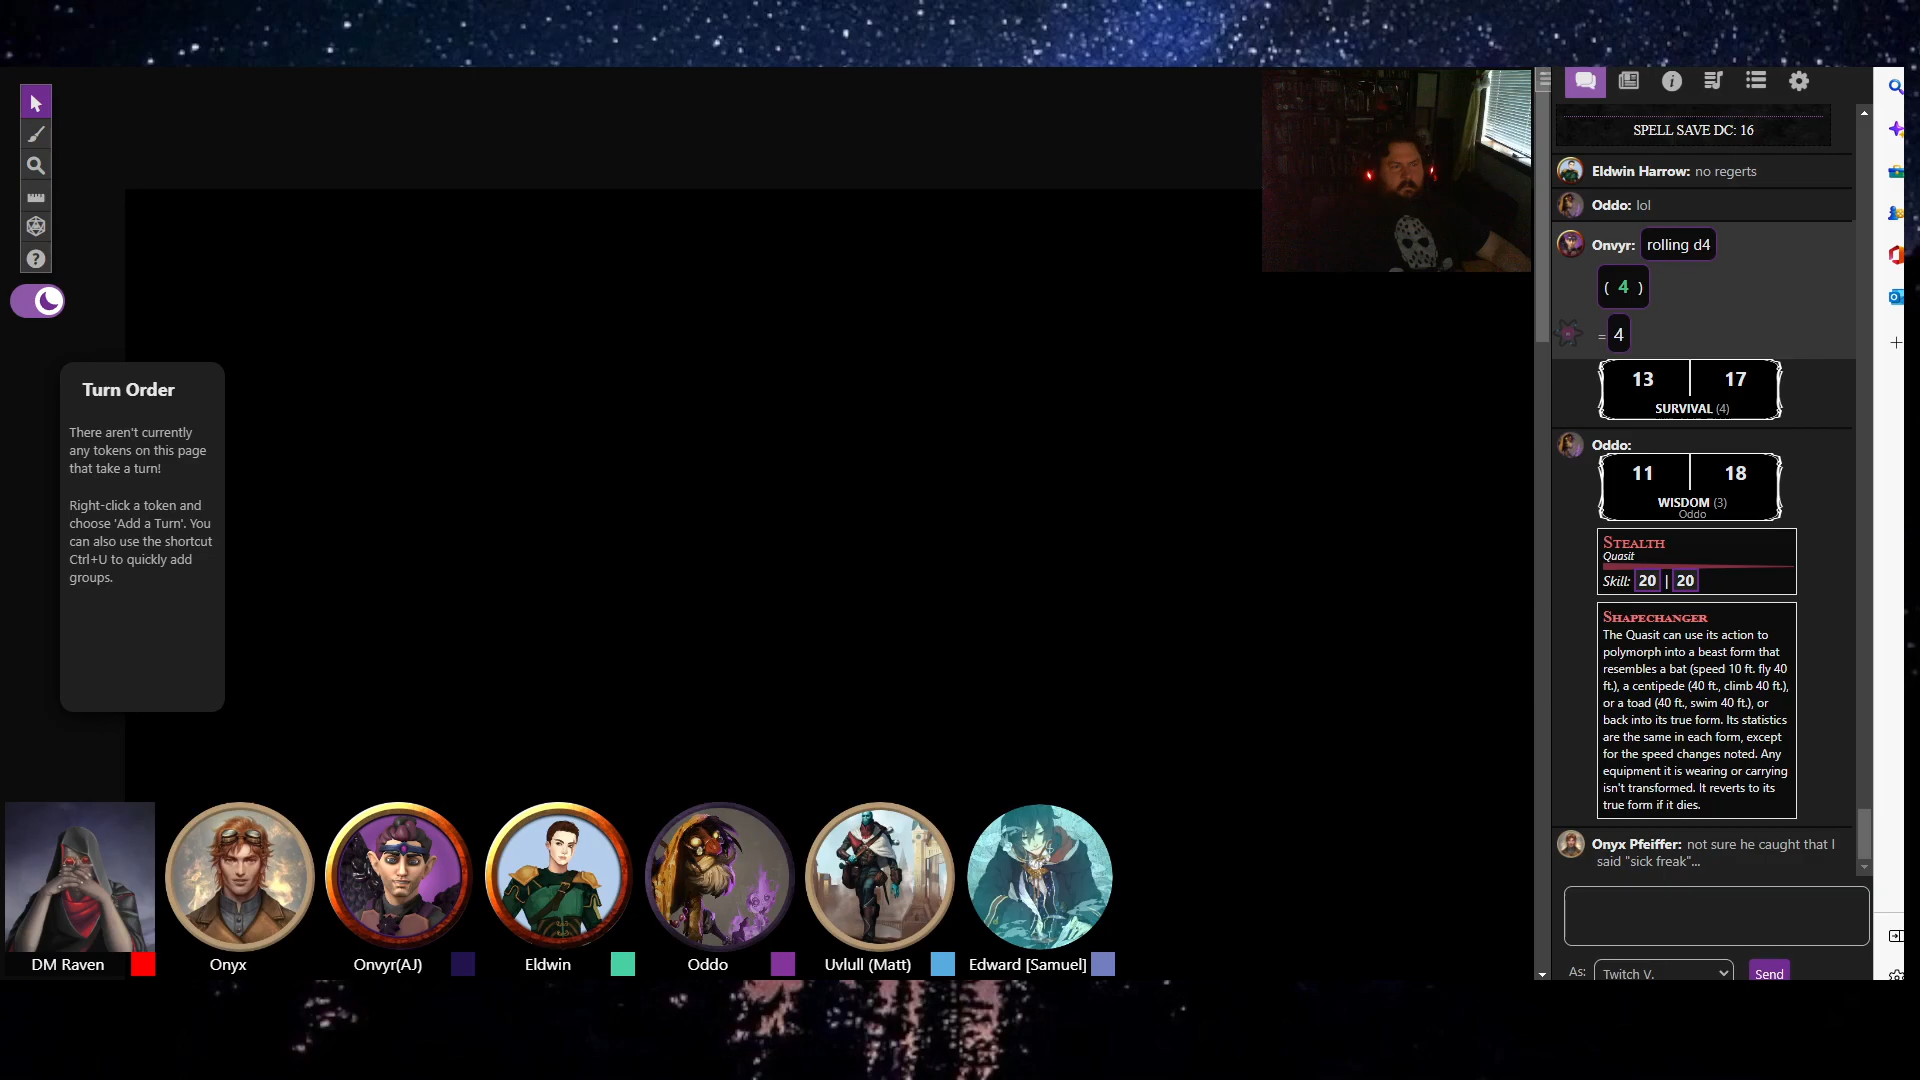 SPELL SAVE DC: 16
Eldwin Harrow: no regerts
Oddo: lol
Onvyr: rolling d4
( 4 )
=4
13 17
SURVIVAL (4)
Oddo:
11 18
WISDOM (3)
Oddo
STEALTH
Quasit
Skill: 20 | 20
SHAPECHANGER
The Quasit can use its action to
polymorph into a beast form that
resembles a bat (speed 10 ft. fly 40
ft.), a centipede (40 ft., climb 40 ft.),
or a toad (40 ft., swim 40 ft.), or
back into its true form. Its statistics
are the same in each form, except
for the speed changes noted. Any
equipment it is wearing or carrying
isn't transformed. It reverts to its
true form if it dies.
Onyx Pfeiffer: not sure he caught that I
said "sick freak"...
As: Twitch V. Send
Turn Order
There aren't currently
any tokens on this page
that take a turn!
Right-click a token and
choose 'Add a Turn'. You
can also use the shortcut
Ctrl+U to quickly add
groups.
DM Raven
Onyx
Onvyr(AJ)
Eldwin
Oddo
Uvlull (Matt)
Edward [Samuel]